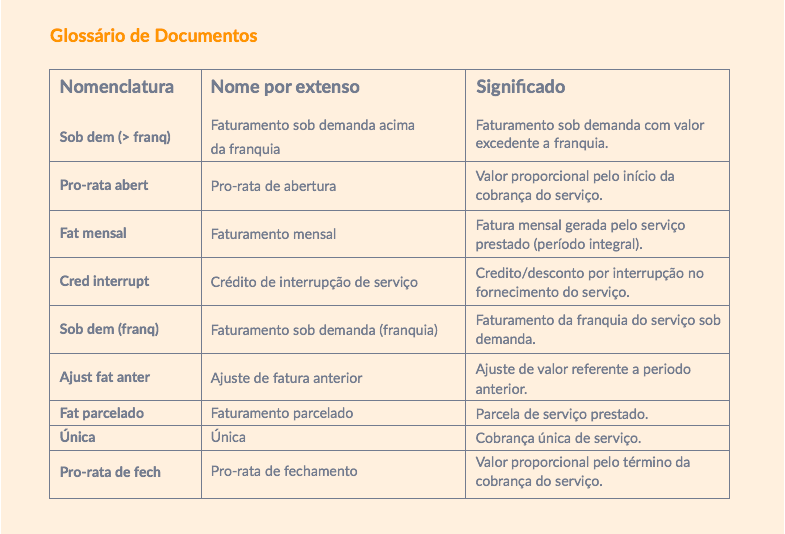 Glossário de Documentos
Nomenclatura Nome por extenso Significado
Sob dem (> franq) Faturamento sob demanda acima da franquia Faturamento sob demanda com valor excedente a franquia.
Pro-rata abert Pro-rata de abertura Valor proporcional pelo início da cobrança do serviço.
Fat mensal Faturamento mensal Fatura mensal gerada pelo serviço prestado (período integral).
Cred interrupt Crédito de interrupção de serviço Credito/desconto por interrupção no fornecimento do serviço.
Sob dem (franq) Faturamento sob demanda (franquia) Faturamento da franquia do serviço sob demanda.
Ajust fat anter Ajuste de fatura anterior Ajuste de valor referente a periodo anterior.
Fat parcelado Faturamento parcelado Parcela de serviço prestado.
Única Única Cobrança única de serviço.
Pro-rata de fech Pro-rata de fechamento Valor proporcional pelo término da cobrança do serviço.